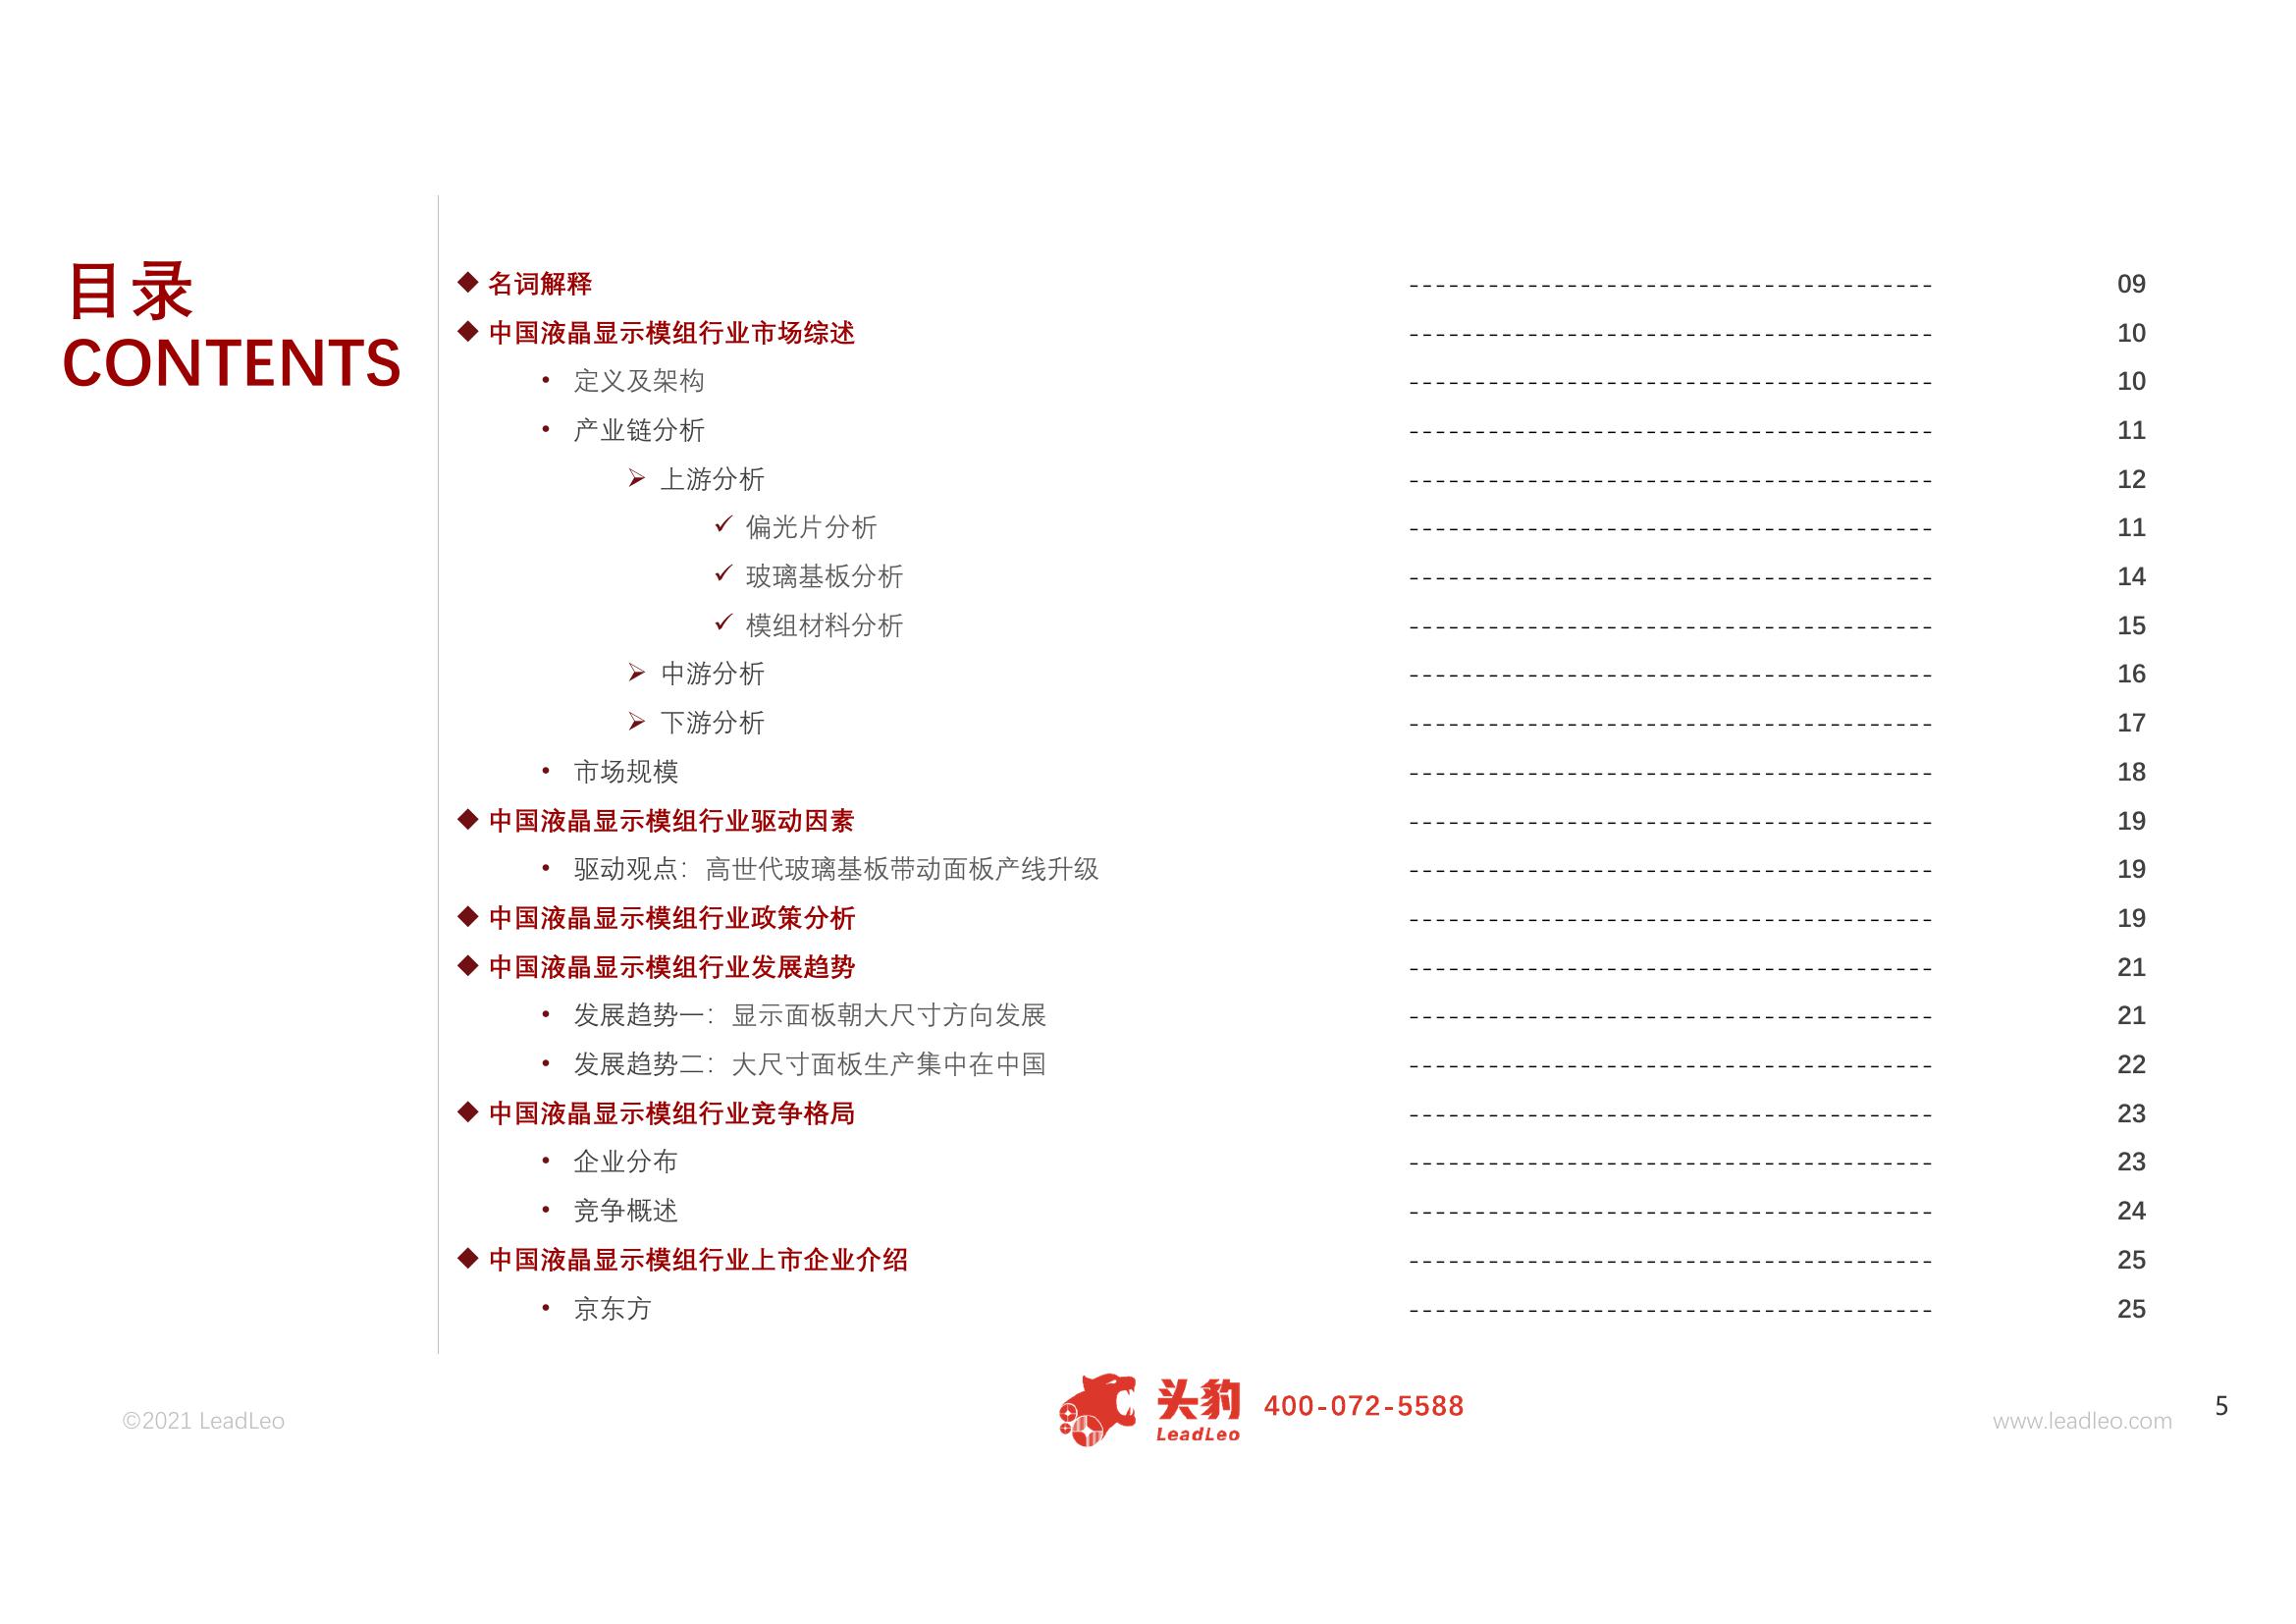 目录
CONTENTS
◆ 名词解释 ---------------------------------------- 09
◆ 中国液晶显示模组行业市场综述 ---------------------------------------- 10
• 定义及架构 ---------------------------------------- 10
• 产业链分析 ---------------------------------------- 11
➢ 上游分析 ---------------------------------------- 12
✓ 偏光片分析 ---------------------------------------- 11
✓ 玻璃基板分析 ---------------------------------------- 14
✓ 模组材料分析 ---------------------------------------- 15
➢ 中游分析 ---------------------------------------- 16
➢ 下游分析 ---------------------------------------- 17
• 市场规模 ---------------------------------------- 18
◆ 中国液晶显示模组行业驱动因素 ---------------------------------------- 19
• 驱动观点：高世代玻璃基板带动面板产线升级 ---------------------------------------- 19
◆ 中国液晶显示模组行业政策分析 ---------------------------------------- 19
◆ 中国液晶显示模组行业发展趋势 ---------------------------------------- 21
• 发展趋势一：显示面板朝大尺寸方向发展 ---------------------------------------- 21
• 发展趋势二：大尺寸面板生产集中在中国 ---------------------------------------- 22
◆ 中国液晶显示模组行业竞争格局 ---------------------------------------- 23
• 企业分布 ---------------------------------------- 23
• 竞争概述 ---------------------------------------- 24
◆ 中国液晶显示模组行业上市企业介绍 ---------------------------------------- 25
• 京东方 ---------------------------------------- 25
©2021 LeadLeo
头豹
LeadLeo
400-072-5588
www.leadleo.com
5